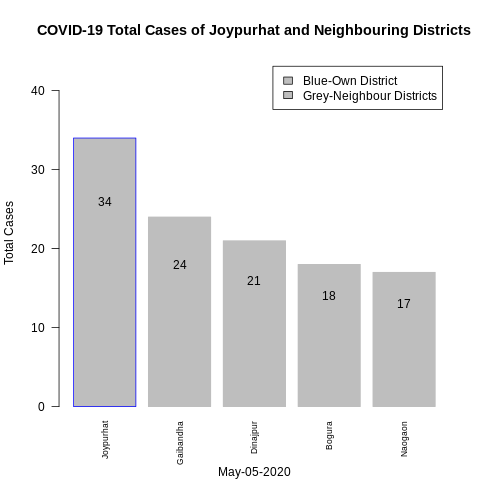 COVID-19 Total Cases of Joypurhat and Neighbouring Districts
Blue-Own District
Grey-Neighbour Districts
Total Cases
40
30
20
10
0
34
24
21
18
17
Joypurhat
Gaibandha
Dinajpur
Bogura
Naogaon
May-05-2020